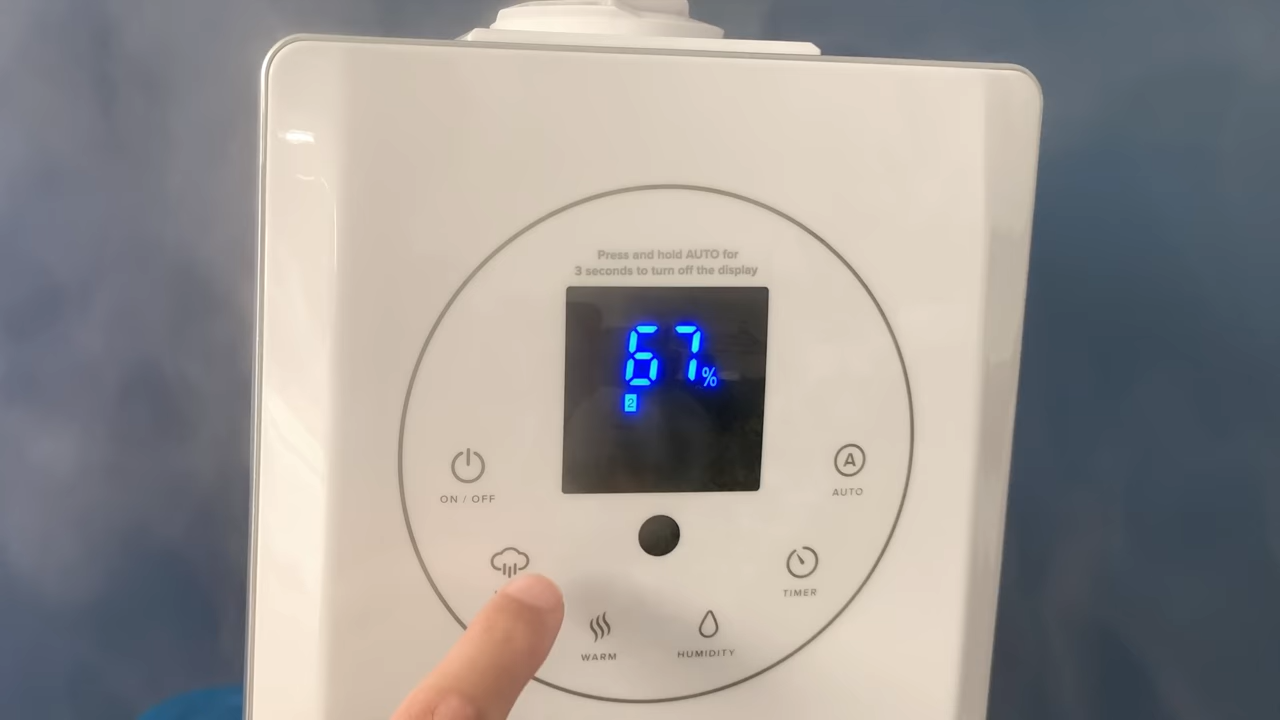 Press and hold AUTO for
3 seconds to turn off the display
67%
2
A
ON / OFF
AUTO
TIMER
WARM
HUMIDITY